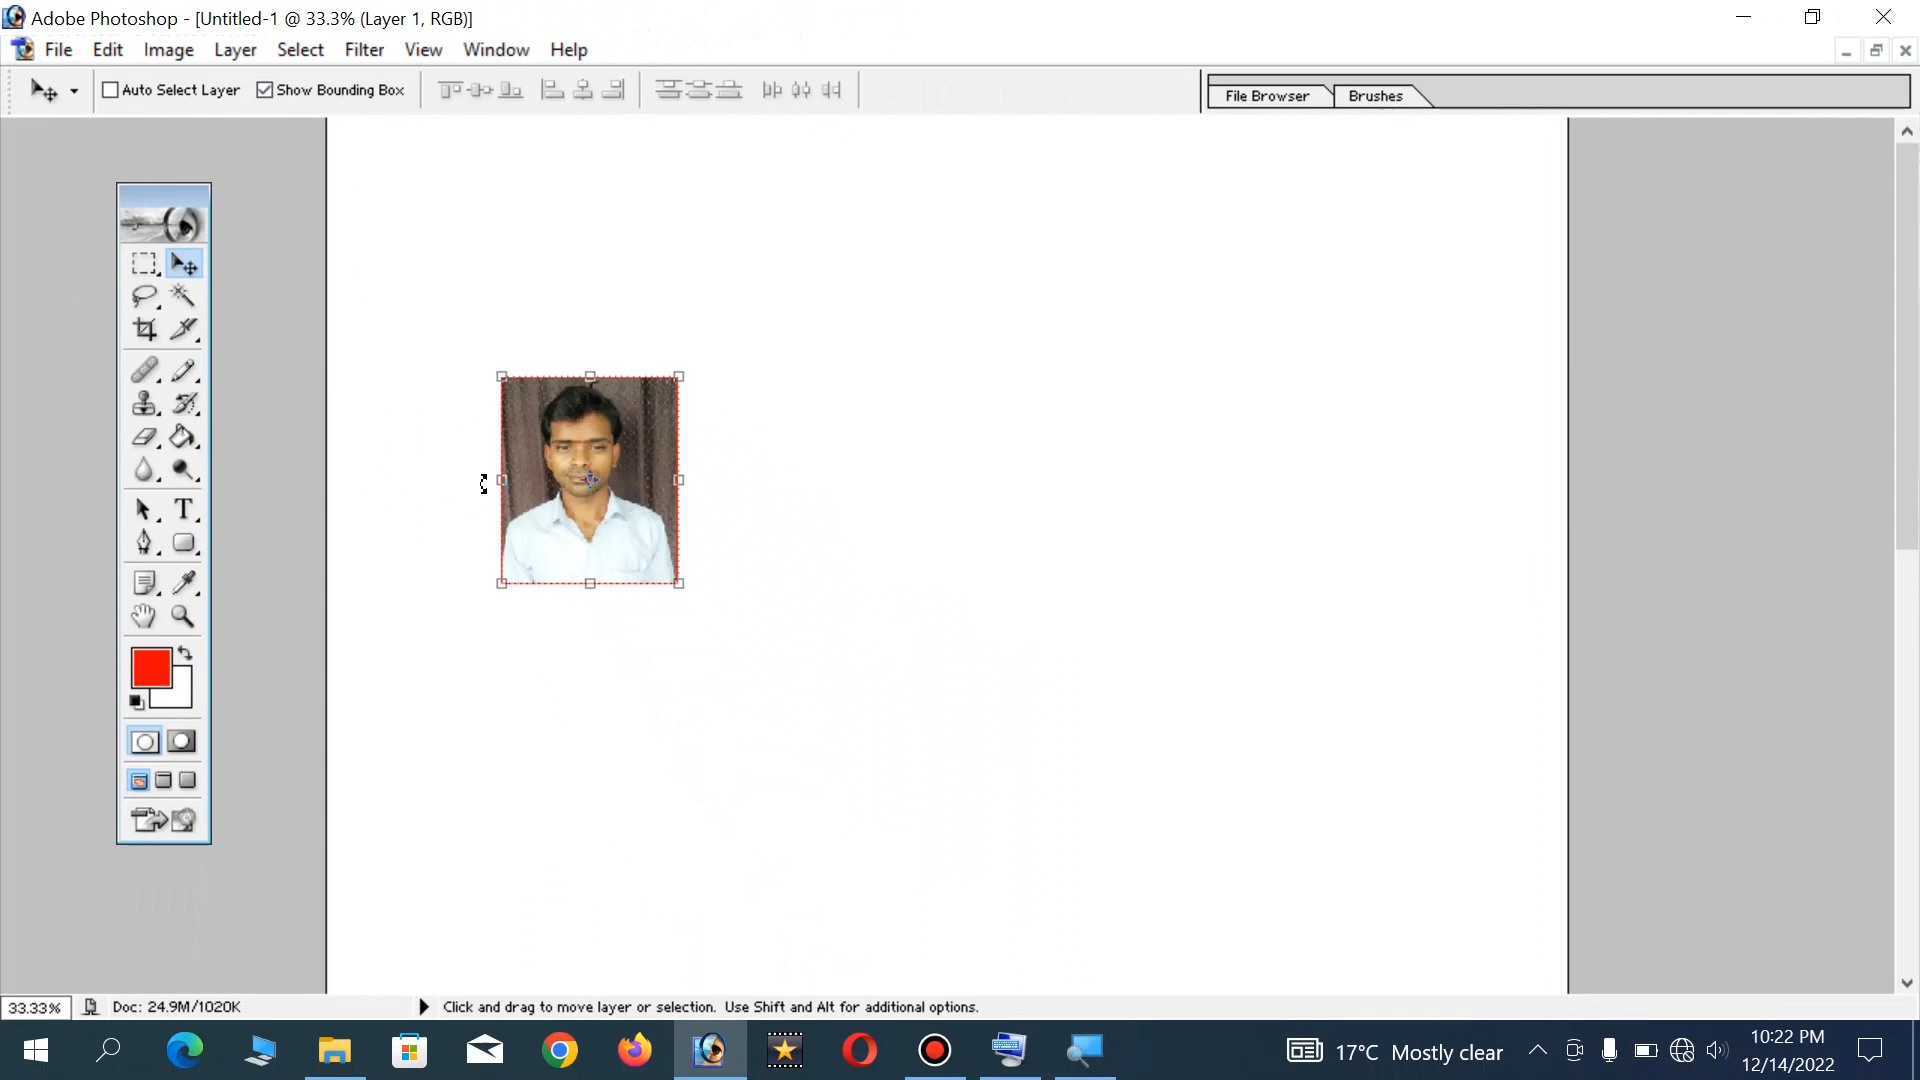 Adobe Photoshop - [Untitled-1 @ 33.3% (Layer 1, RGB)]
File Edit Image Layer Select Filter View Window Help
Auto Select Layer Show Bounding Box
File Browser Brushes
T
33.33% Doc: 24.9M/1020K Click and drag to move layer or selection. Use Shift and Alt for additional options.
17°C Mostly clear
10:22 PM
12/14/2022